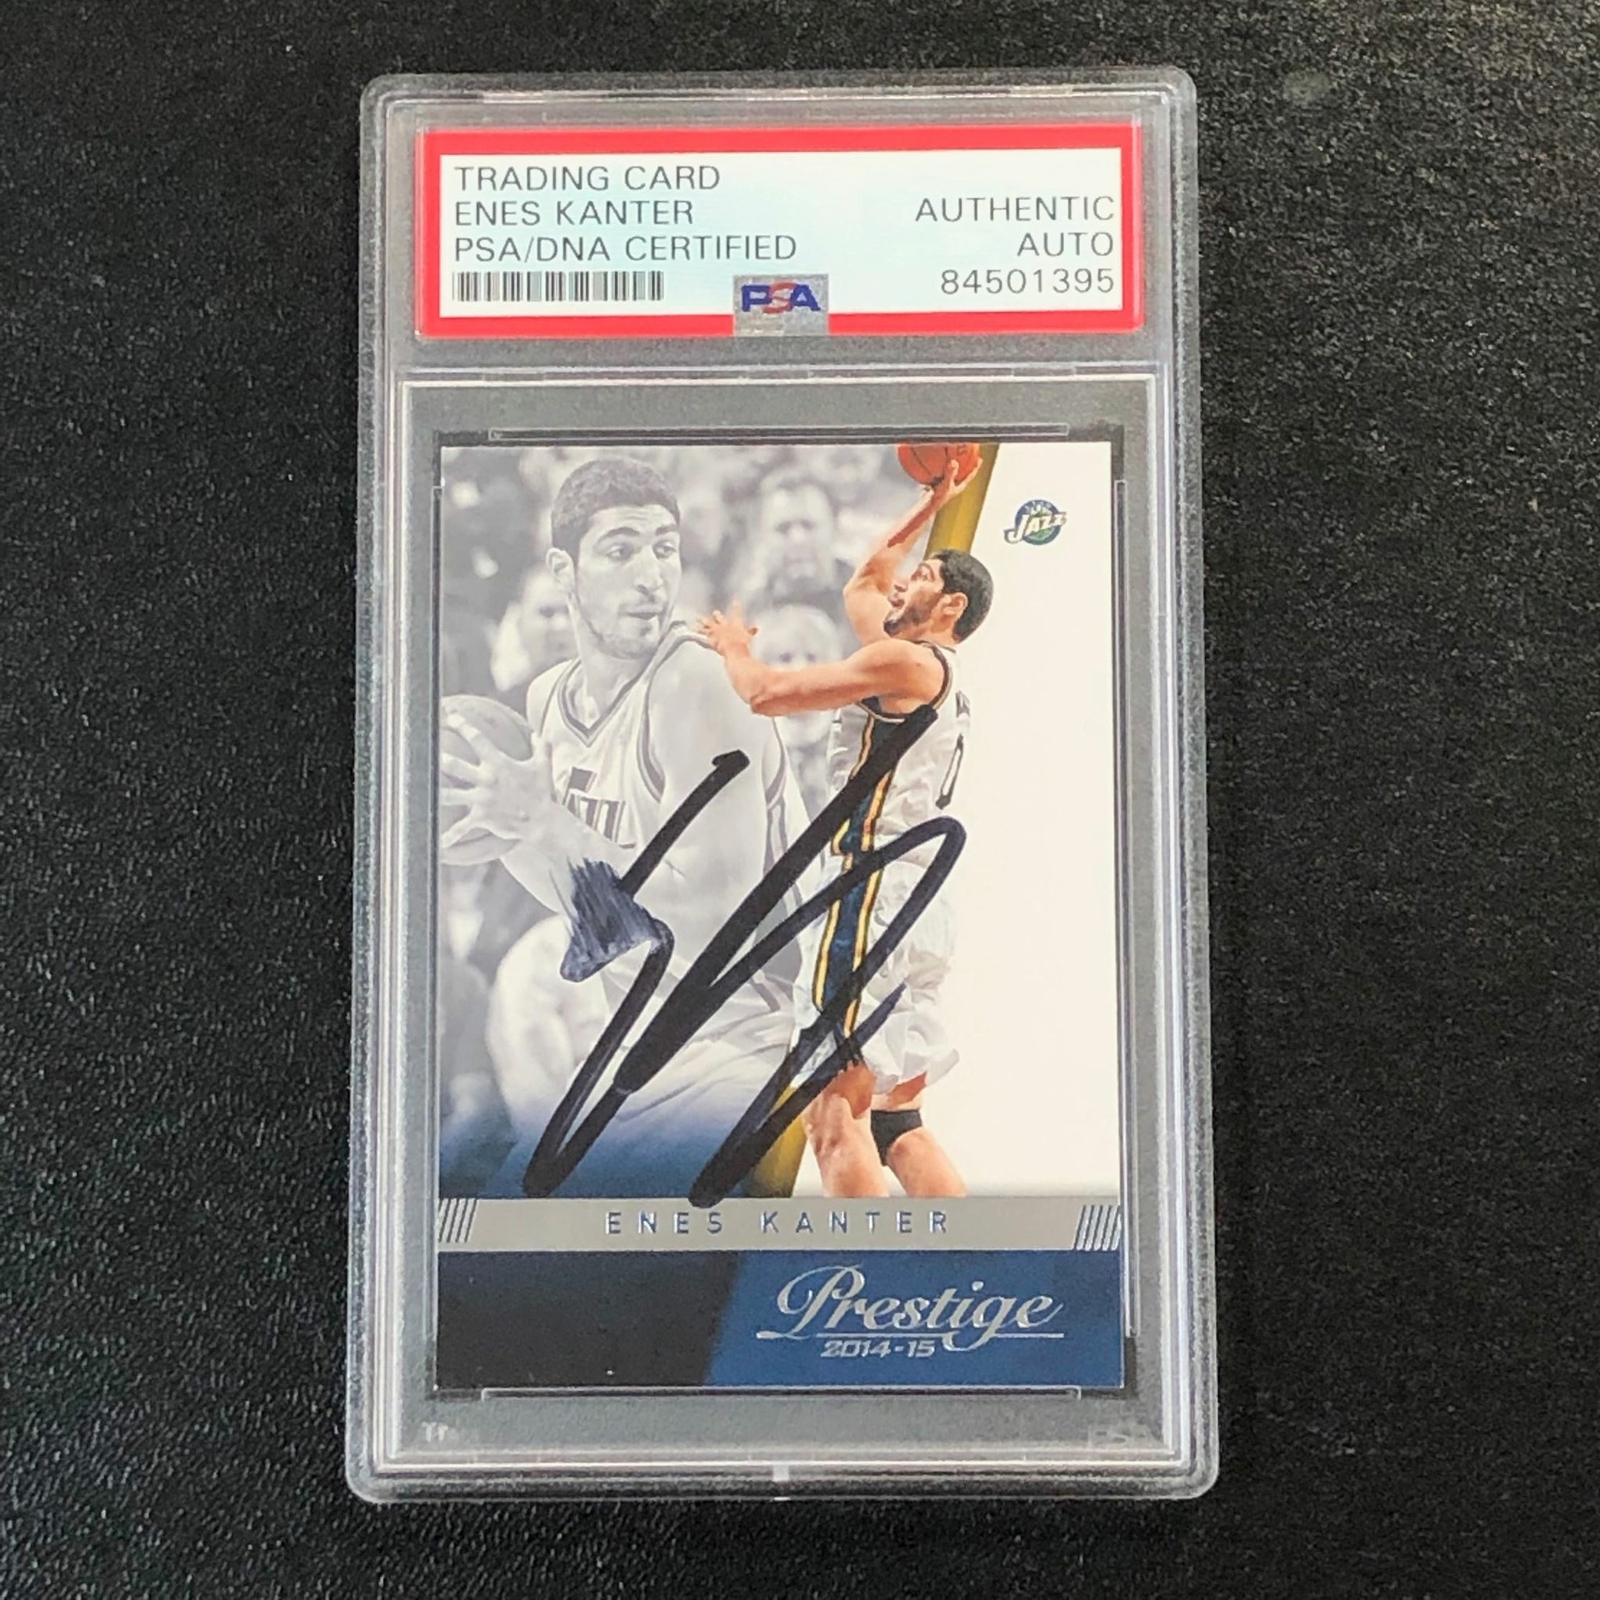 TRADING CARD
ENES KANTER
PSA/DNA CERTIFIED
AUTHENTIC
AUTO
84501395
PSA
JAZZ
ENES KANTER
Prestige
2014-15